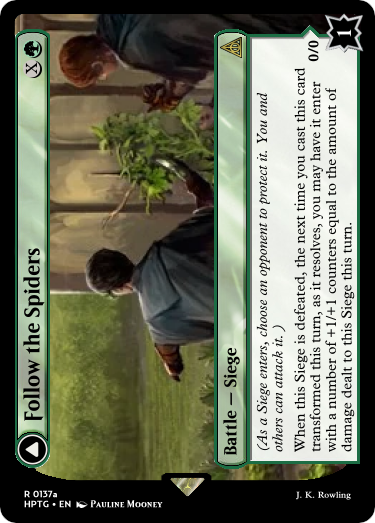 Follow the Spiders
X
Battle — Siege
(As a Siege enters, choose an opponent to protect it. You and
others can attack it. )
When this Siege is defeated, the next time you cast this card
transformed this turn, as it resolves, you may have it enter
with a number of +1/+1 counters equal to the amount of
damage dealt to this Siege this turn.
0/0
1
R 0137a
HPTG • EN Pauline Mooney
J. K. Rowling